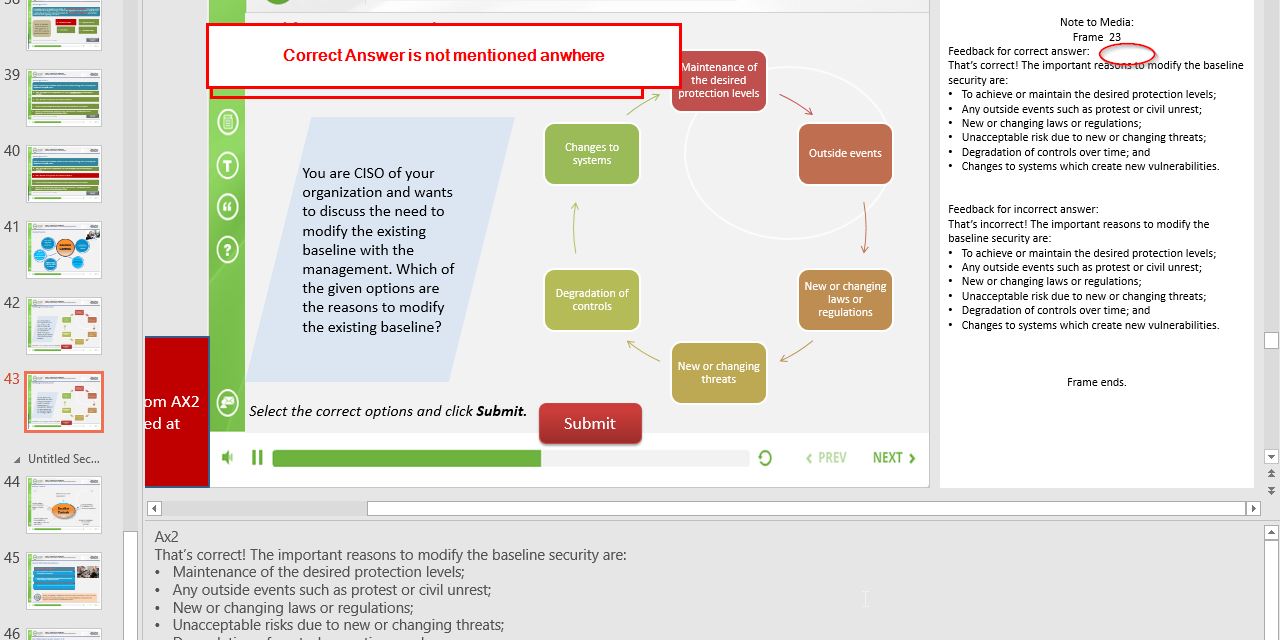 38
39
40
41
42
43
Untitled Sec...
44
45
46
Correct Answer is not mentioned anwhere
You are CISO of your
organization and wants
to discuss the need to
modify the existing
baseline with the
management. Which of
the given options are
the reasons to modify
the existing baseline?
Maintenance of
the desired
protection levels
Outside events
New or changing
laws or
regulations
New or changing
threats
Degradation of
controls
Changes to
systems
om AX2
ed at
Select the correct options and click Submit.
Submit
PREV
NEXT
Note to Media:
Frame 23
Feedback for correct answer:
That's correct! The important reasons to modify the baseline
security are:
• To achieve or maintain the desired protection levels;
• Any outside events such as protest or civil unrest;
• New or changing laws or regulations;
• Unacceptable risk due to new or changing threats;
• Degradation of controls over time; and
• Changes to systems which create new vulnerabilities.
Feedback for incorrect answer:
That's incorrect! The important reasons to modify the
baseline security are:
• To achieve or maintain the desired protection levels;
• Any outside events such as protest or civil unrest;
• New or changing laws or regulations;
• Unacceptable risk due to new or changing threats;
• Degradation of controls over time; and
• Changes to systems which create new vulnerabilities.
Frame ends.
Ax2
That's correct! The important reasons to modify the baseline security are:
• Maintenance of the desired protection levels;
• Any outside events such as protest or civil unrest;
• New or changing laws or regulations;
• Unacceptable risks due to new or changing threats;